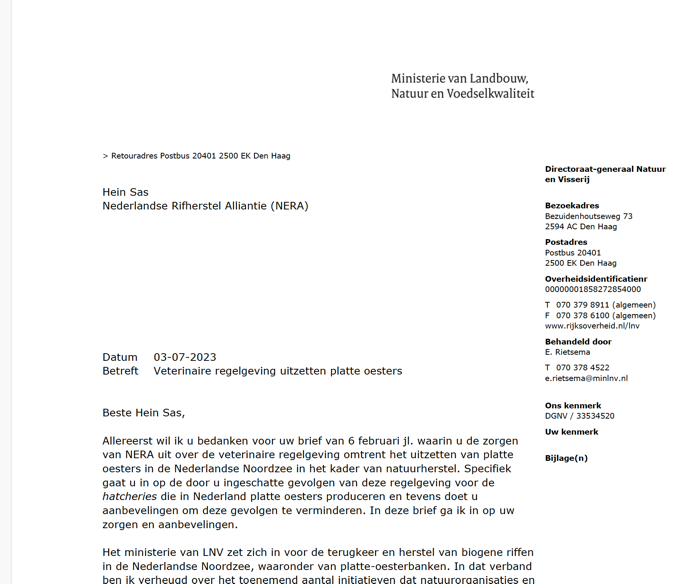 Ministerie van Landbouw,
Natuur en Voedselkwaliteit
> Retouradres Postbus 20401 2500 EK Den Haag
Hein Sas
Nederlandse Rifherstel Alliantie (NERA)
Directoraat-generaal Natuur
en Visserij
Bezoekadres
Bezuidenhoutseweg 73
2594 AC Den Haag
Postadres
Postbus 20401
2500 EK Den Haag
Overheidsidentificatienr
00000001858272854000
T 070 379 8911 (algemeen)
F 070 378 6100 (algemeen)
www.rijksoverheid.nl/lnv
Behandeld door
E. Rietsema
T 070 378 4522
e.rietsema@minlnv.nl
Ons kenmerk
DGNV / 33534520
Uw kenmerk
Bijlage(n)
Datum 03-07-2023
Betreft Veterinaire regelgeving uitzetten platte oesters
Beste Hein Sas,
Allereerst wil ik u bedanken voor uw brief van 6 februari jl. waarin u de zorgen
van NERA uit over de veterinaire regelgeving omtrent het uitzetten van platte
oesters in de Nederlandse Noordzee in het kader van natuurherstel. Specifiek
gaat u in op de door u ingeschatte gevolgen van deze regelgeving voor de
hatcheries die in Nederland platte oesters produceren en tevens doet u
aanbevelingen om deze gevolgen te verminderen. In deze brief ga ik in op uw
zorgen en aanbevelingen.
Het ministerie van LNV zet zich in voor de terugkeer en herstel van biogene riffen
in de Nederlandse Noordzee, waaronder van platte-oesterbanken. In dat verband
ben ik verheugd over het toenemend aantal initiatieven dat natuurorganisaties en